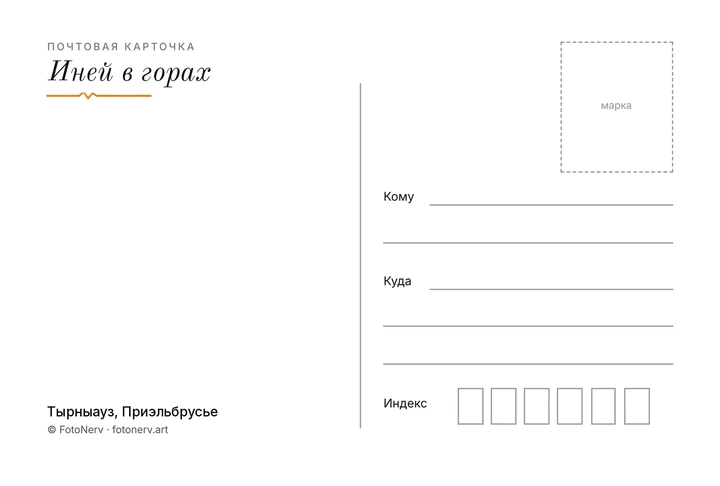 ПОЧТОВАЯ КАРТОЧКА
Иней в горах
марка
Кому
Куда
Индекс
Тырныауз, Приэльбрусье
© FotoNerv · fotonerv.art